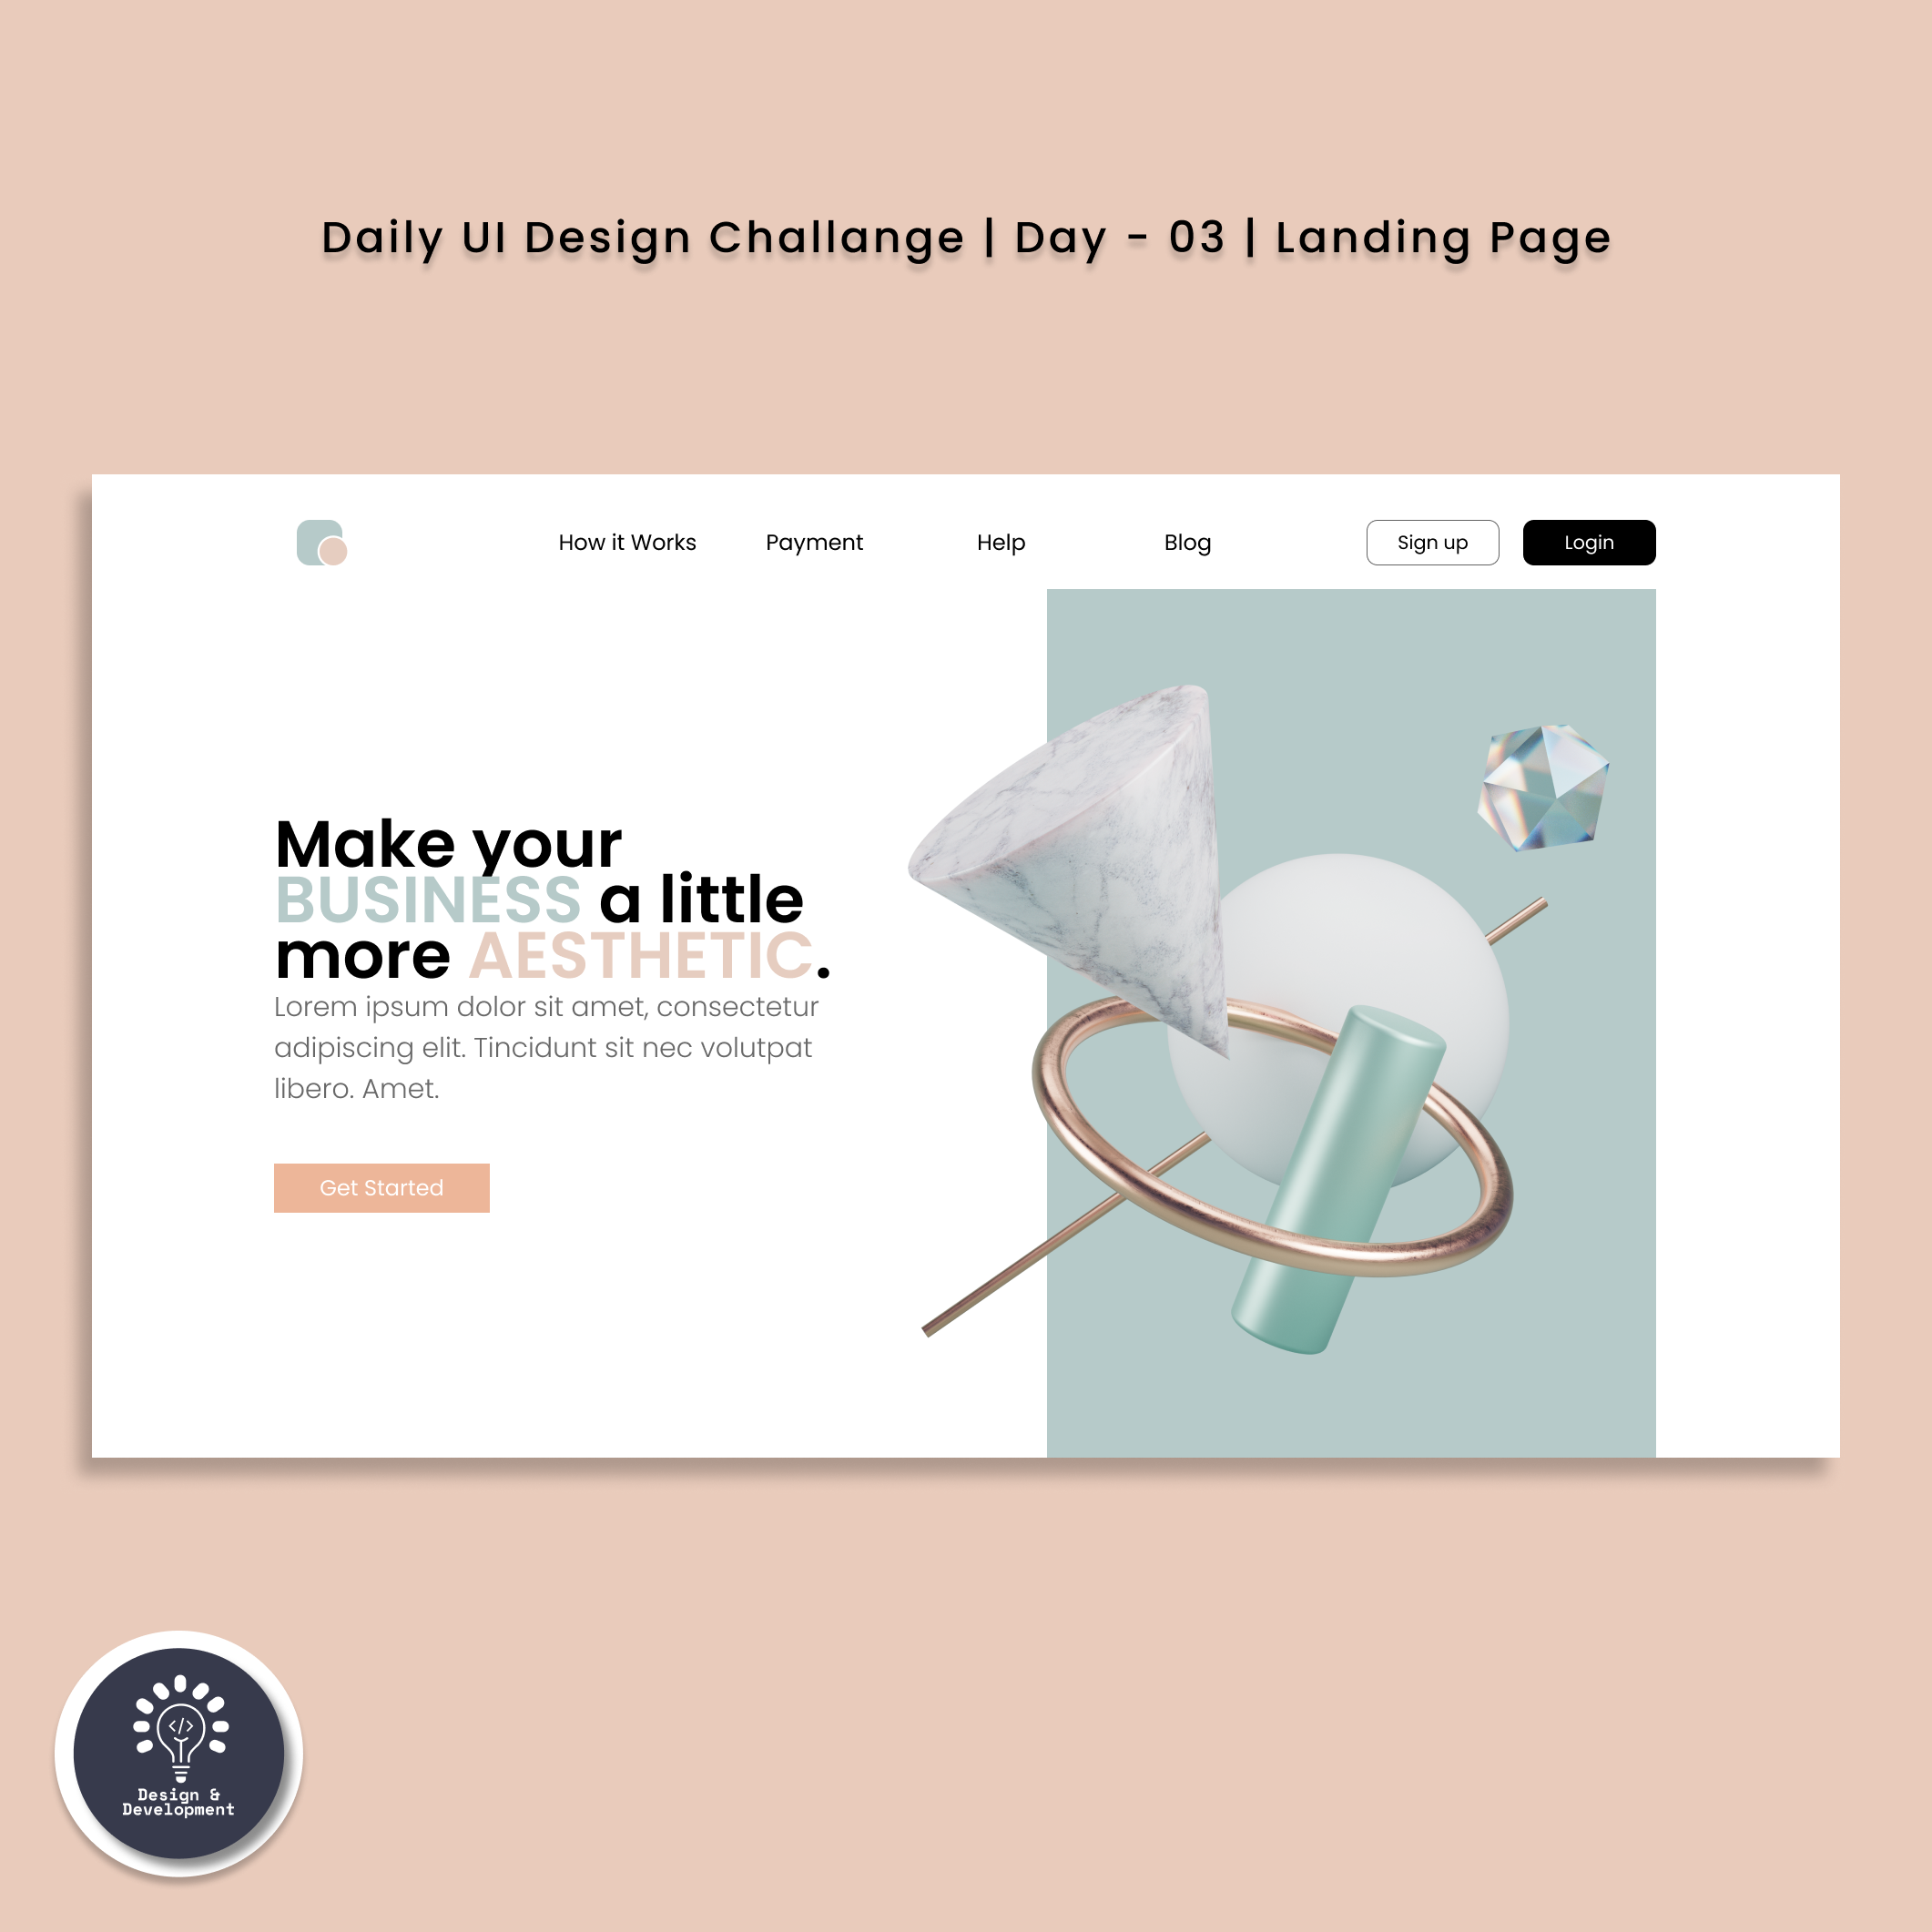 Daily UI Design Challange | Day - 03 | Landing Page
How it Works Payment Help Blog Sign up Login
Make your
BUSINESS a little
more AESTHETIC.
Lorem ipsum dolor sit amet, consectetur
adipiscing elit. Tincidunt sit nec volutpat
libero. Amet.
Get Started
</>
Design &
Development